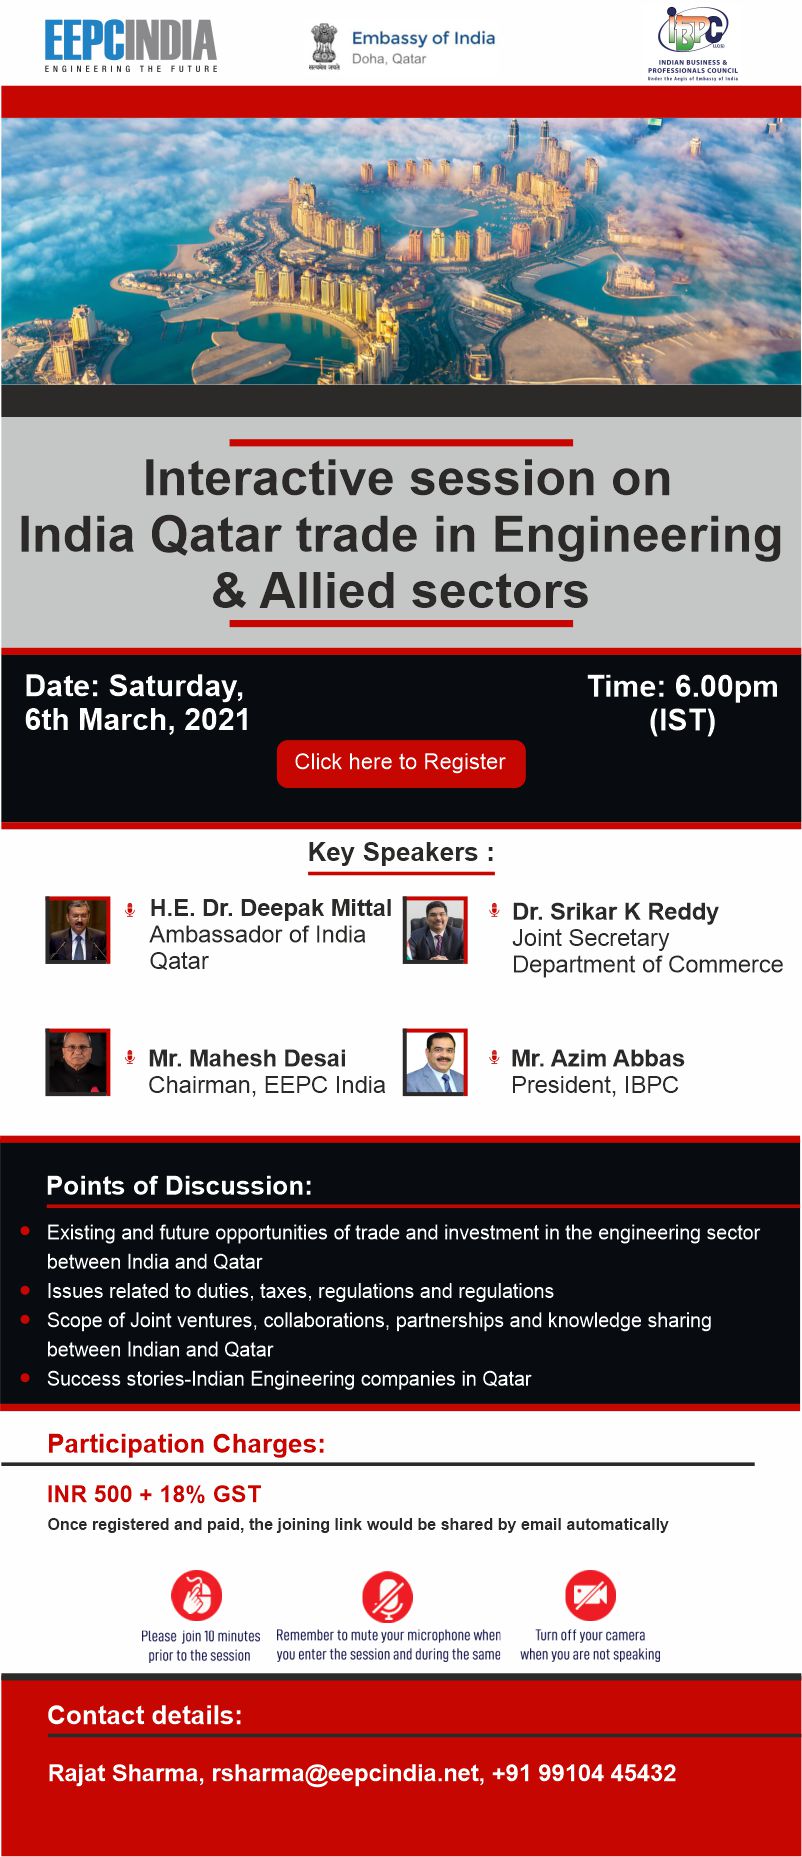 EEPCINDIA
ENGINEERING THE FUTURE
सत्यमेव जयते
Embassy of India
Doha, Qatar
IBPC
INDIAN BUSINESS &
PROFESSIONALS COUNCIL
Under the Aegis of Embassy of India
Interactive session on
India Qatar trade in Engineering
& Allied sectors
Date: Saturday,
6th March, 2021
Time: 6.00pm
(IST)
Click here to Register
Key Speakers :
H.E. Dr. Deepak Mittal
Ambassador of India
Qatar
Dr. Srikar K Reddy
Joint Secretary
Department of Commerce
Mr. Mahesh Desai
Chairman, EEPC India
Mr. Azim Abbas
President, IBPC
Points of Discussion:
Existing and future opportunities of trade and investment in the engineering sector
between India and Qatar
Issues related to duties, taxes, regulations and regulations
Scope of Joint ventures, collaborations, partnerships and knowledge sharing
between Indian and Qatar
Success stories-Indian Engineering companies in Qatar
Participation Charges:
INR 500 + 18% GST
Once registered and paid, the joining link would be shared by email automatically
Please join 10 minutes
prior to the session
Remember to mute your microphone when
you enter the session and during the same
Turn off your camera
when you are not speaking
Contact details:
Rajat Sharma, rsharma@eepcindia.net, +91 99104 45432